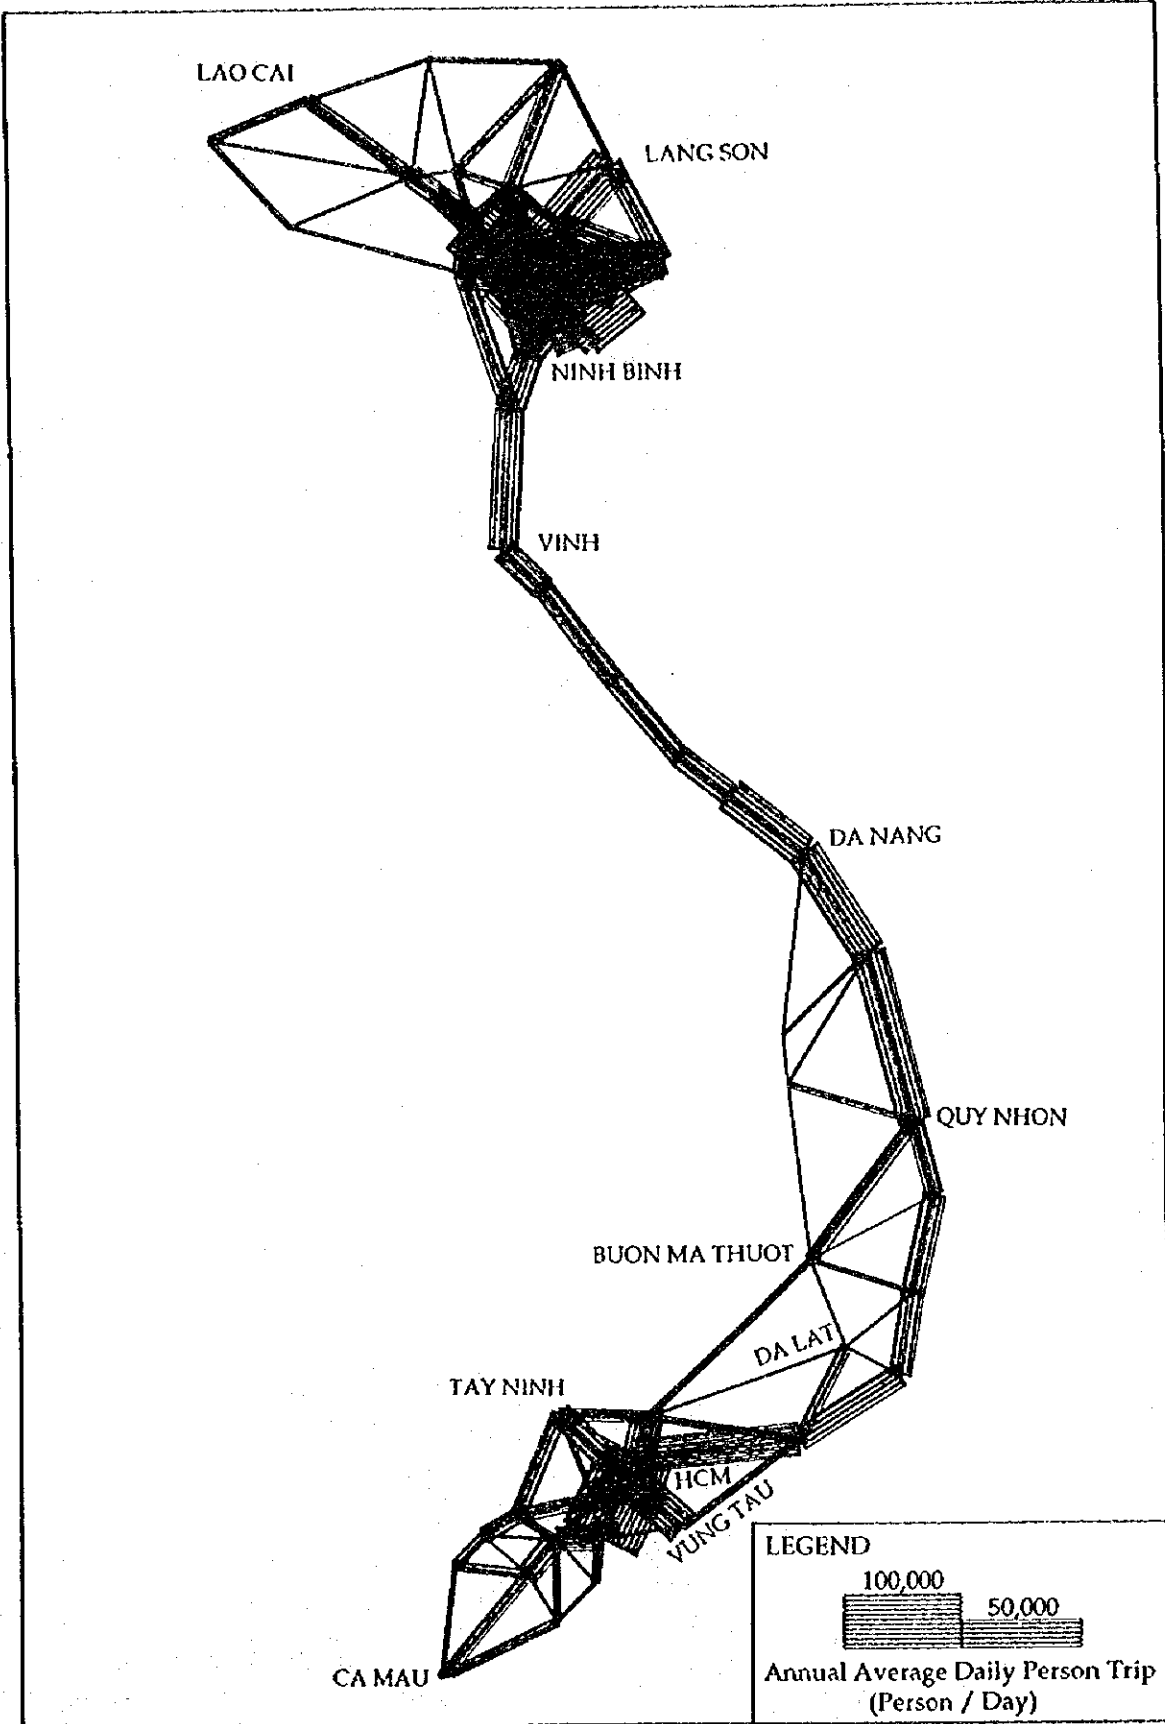 LAO CAI
LANG SON
NINH BINH
VINH
DA NANG
QUY NHON
BUON MA THUOT
DA LAT
TAY NINH
HCM
VUNG TAU
CA MAU
LEGEND
100,000
50,000
Annual Average Daily Person Trip
(Person / Day)